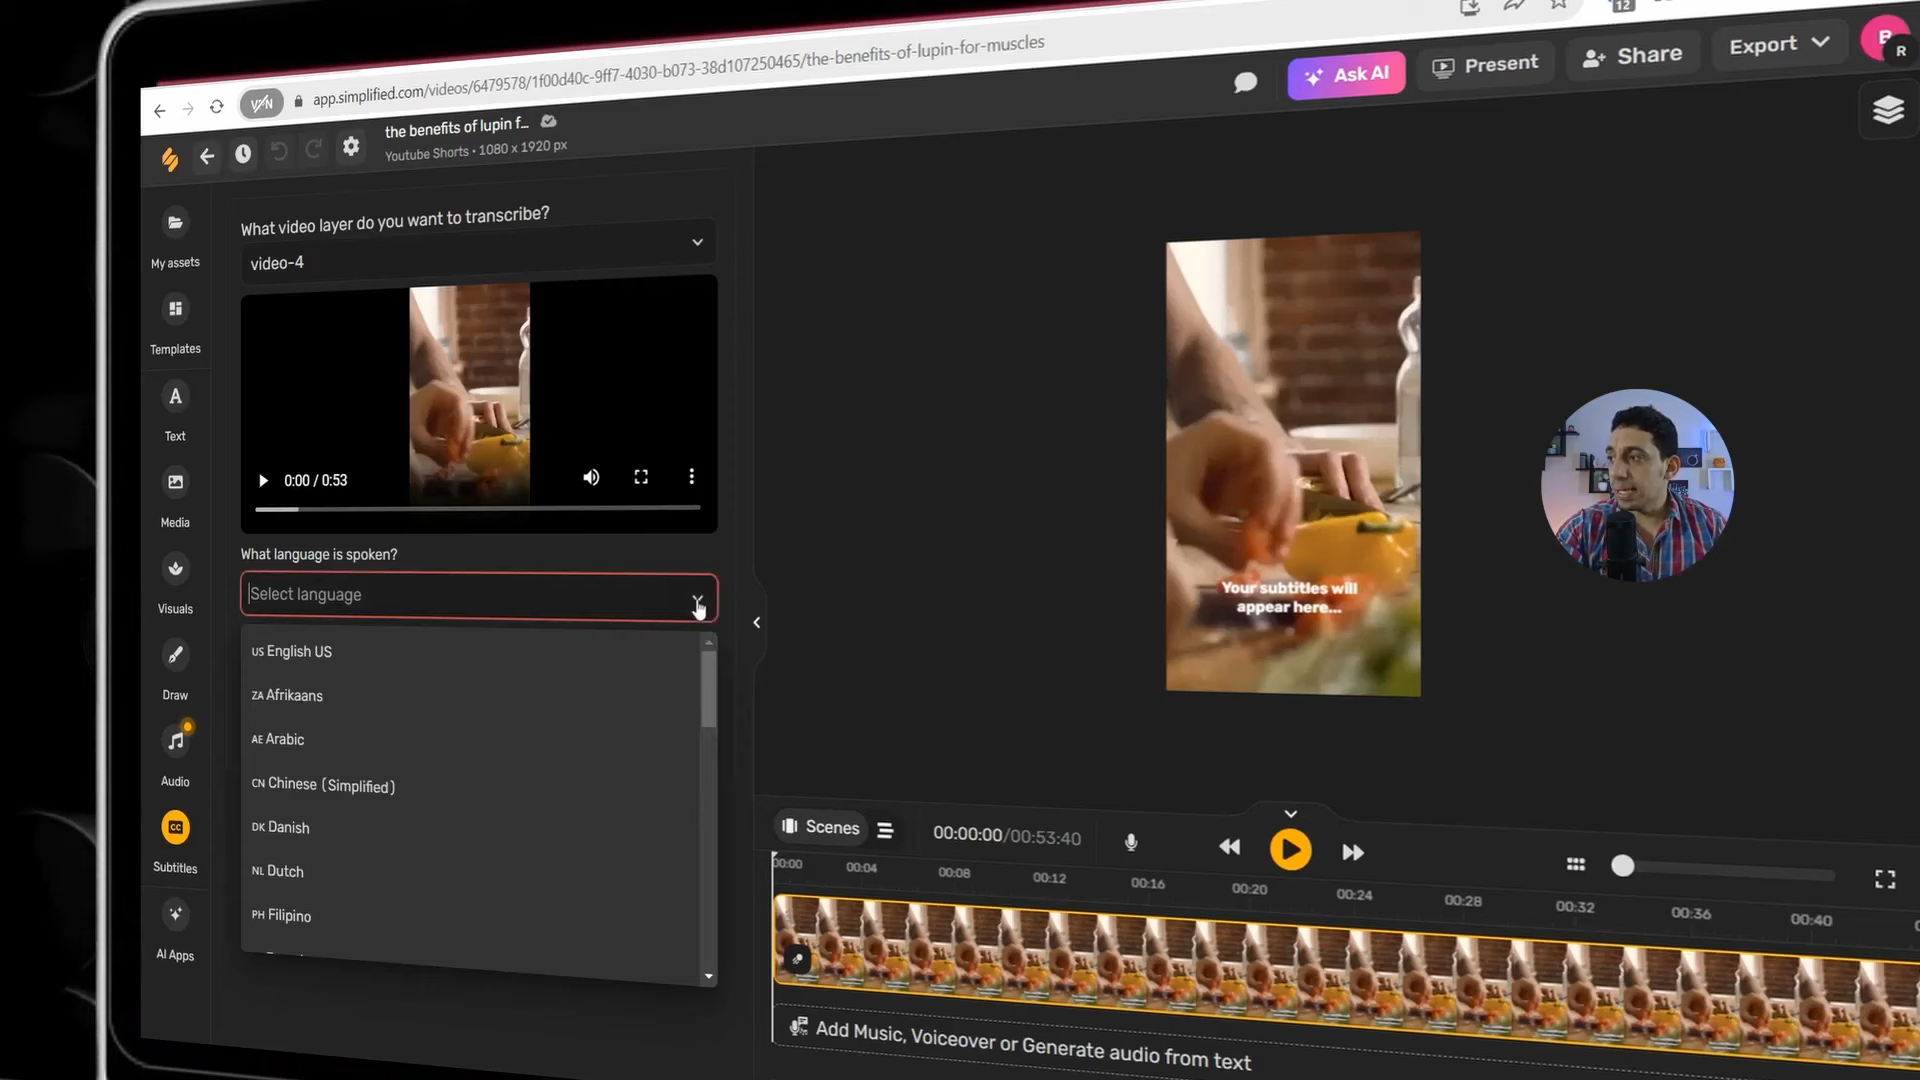 app.simplified.com/videos/6479578/1f00d40c-9ff7-4030-b073-38d107250465/the-benefits-of-lupin-for-muscles
12
VPN
the benefits of lupin f...
Youtube Shorts • 1080 x 1920 px
Ask AI
Present
Share
Export
R
My assets
Templates
Text
Media
Visuals
Draw
Audio
CC
Subtitles
AI Apps
What video layer do you want to transcribe?
video-4
0:00 / 0:53
What language is spoken?
Select language
US English US
ZA Afrikaans
AE Arabic
CN Chinese (Simplified)
DK Danish
NL Dutch
PH Filipino
Your subtitles will
appear here...
Scenes
00:00:00/00:53:40
00:00
00:04
00:08
00:12
00:16
00:20
00:24
00:28
00:32
00:36
00:40
Add Music, Voiceover or Generate audio from text